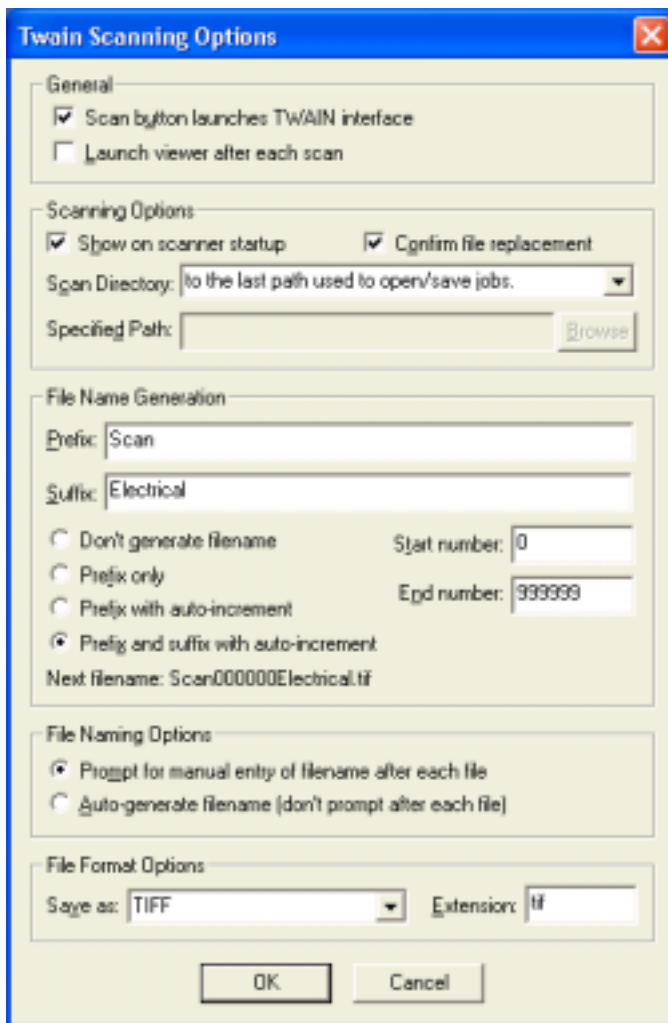 Twain Scanning Options
General
Scan button launches TWAIN interface
Launch viewer after each scan
Scanning Options
Show on scanner startup Confirm file replacement
Scan Directory: to the last path used to open/save jobs.
Specified Path: Browse
File Name Generation
Prefix: Scan
Suffix: Electrical
Don't generate filename Start number: 0
Prefix only
End number: 999999
Prefix with auto-increment
Prefix and suffix with auto-increment
Next filename: Scan000000Electrical.tif
File Naming Options
Prompt for manual entry of filename after each file
Auto-generate filename (don't prompt after each file)
File Format Options
Save as: TIFF Extension: tif
OK Cancel